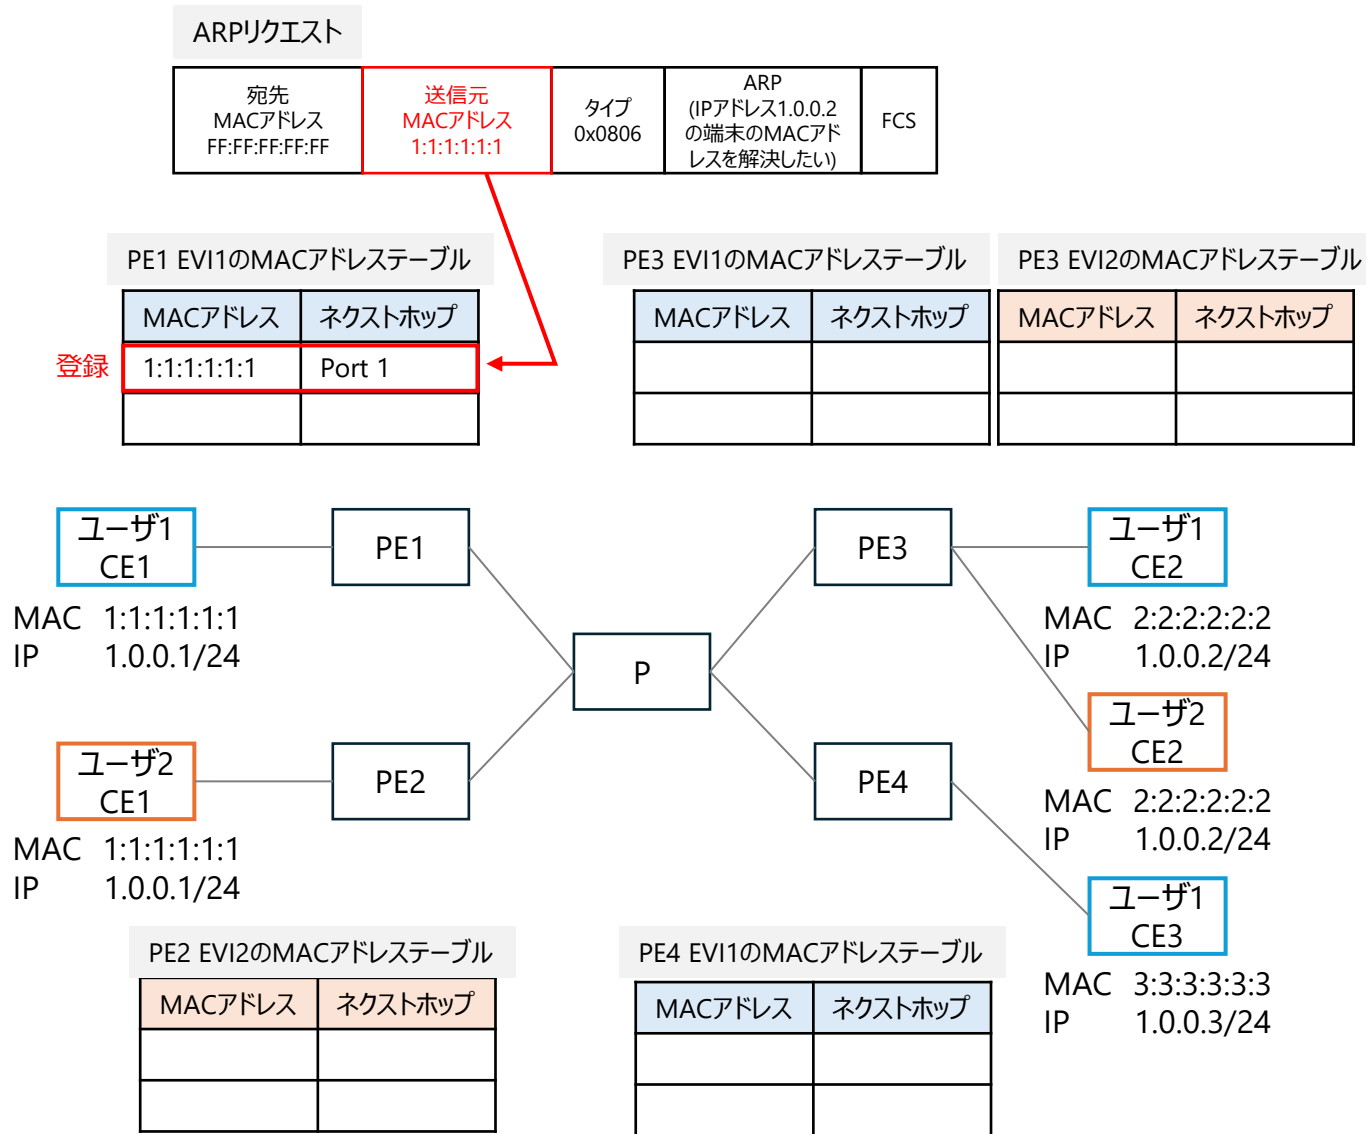 ARPリクエスト
宛先
MACアドレス
FF:FF:FF:FF:FF
送信元
MACアドレス
1:1:1:1:1:1
タイプ
0x0806
ARP
(IPアドレス1.0.0.2
の端末のMACアド
レスを解決したい)
FCS
PE1 EVI1のMACアドレステーブル
MACアドレス ネクストホップ
登録 1:1:1:1:1:1 Port 1
PE3 EVI1のMACアドレステーブル
MACアドレス ネクストホップ
PE3 EVI2のMACアドレステーブル
MACアドレス ネクストホップ
ユーザ1
CE1
MAC 1:1:1:1:1:1
IP 1.0.0.1/24
PE1
PE3
ユーザ1
CE2
MAC 2:2:2:2:2:2
IP 1.0.0.2/24
P
ユーザ2
CE1
MAC 1:1:1:1:1:1
IP 1.0.0.1/24
PE2
PE4
ユーザ2
CE2
MAC 2:2:2:2:2:2
IP 1.0.0.2/24
ユーザ1
CE3
MAC 3:3:3:3:3:3
IP 1.0.0.3/24
PE2 EVI2のMACアドレステーブル
MACアドレス ネクストホップ
PE4 EVI1のMACアドレステーブル
MACアドレス ネクストホップ